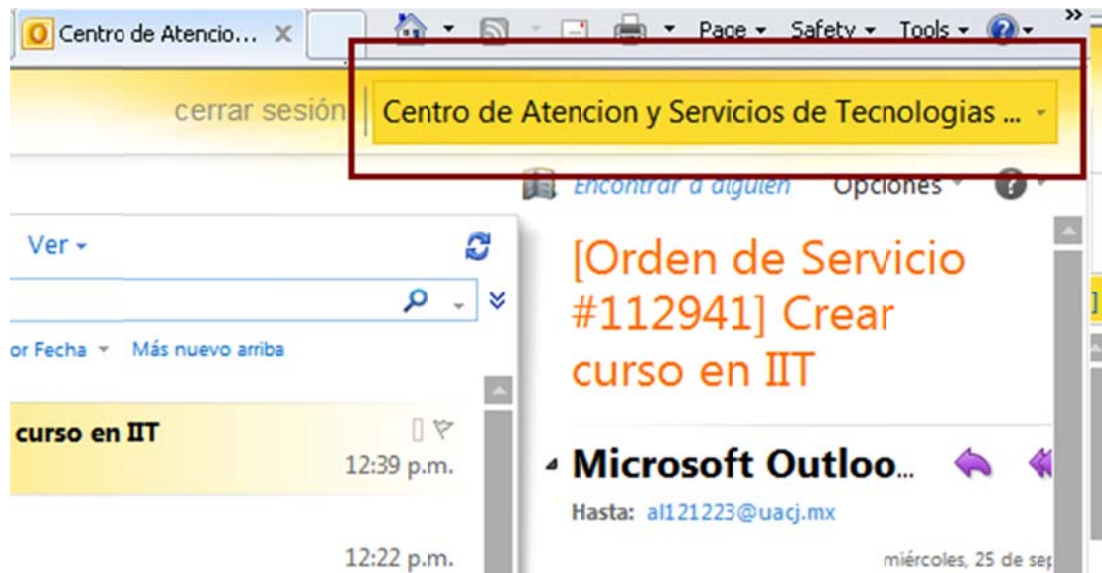 Centro de Atencio... X
Page Safety Tools »
cerrar sesión
Centro de Atencion y Servicios de Tecnologias ...
Encontrar a alguien Opciones
Ver
or Fecha Más nuevo arriba
curso en IIT
12:39 p.m.
12:22 p.m.
[Orden de Servicio
#112941] Crear
curso en IIT
Microsoft Outloo...
Hasta: al121223@uacj.mx
miércoles, 25 de sep